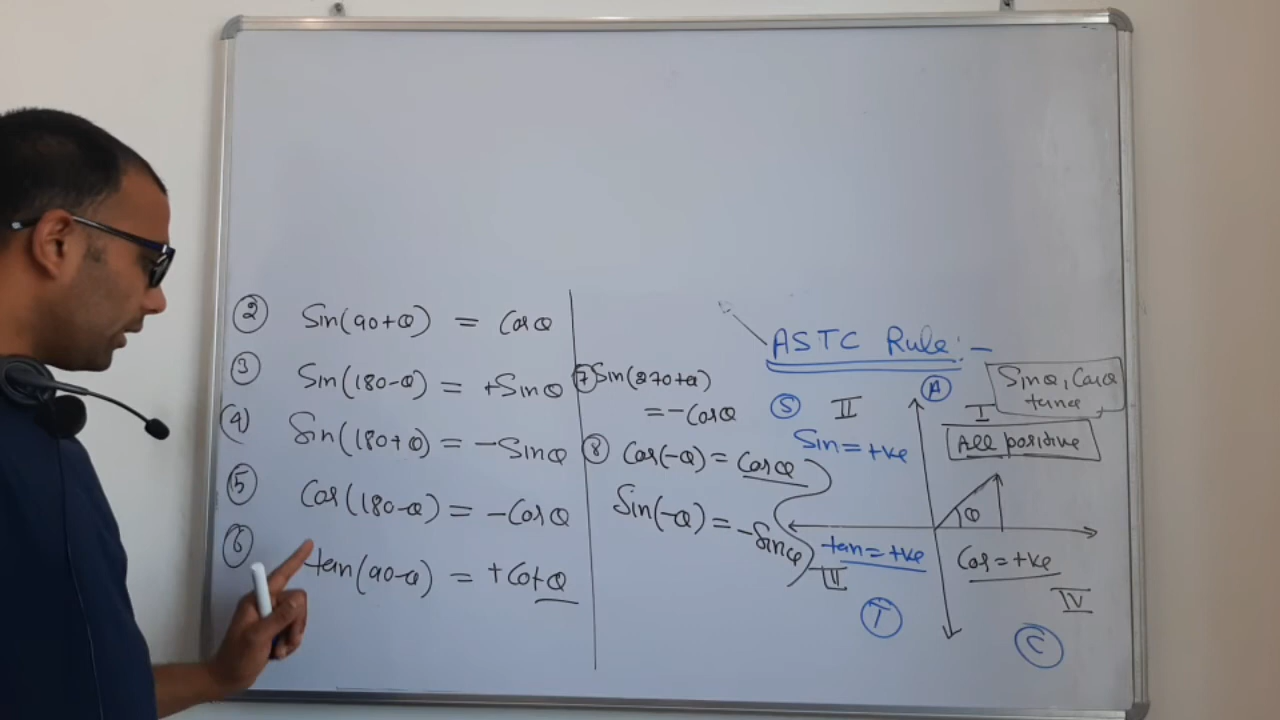 ② Sin(90+θ) = Cosθ
③ Sin(180-θ) = +Sinθ
④ Sin(180+θ) = -Sinθ
⑤ Cos(180-θ) = -Cosθ
⑥ tan(90-θ) = +Cotθ
⑦ Sin(270+θ)
= -Cosθ
⑧ Cos(-θ) = Cosθ
Sin(-θ) = -Sinθ
ASTC Rule:-
A
Sinθ, Cosθ
S II I
All positive
Sin = +ve
θ
tan = +ve
Cos = +ve
III
IV
T
C